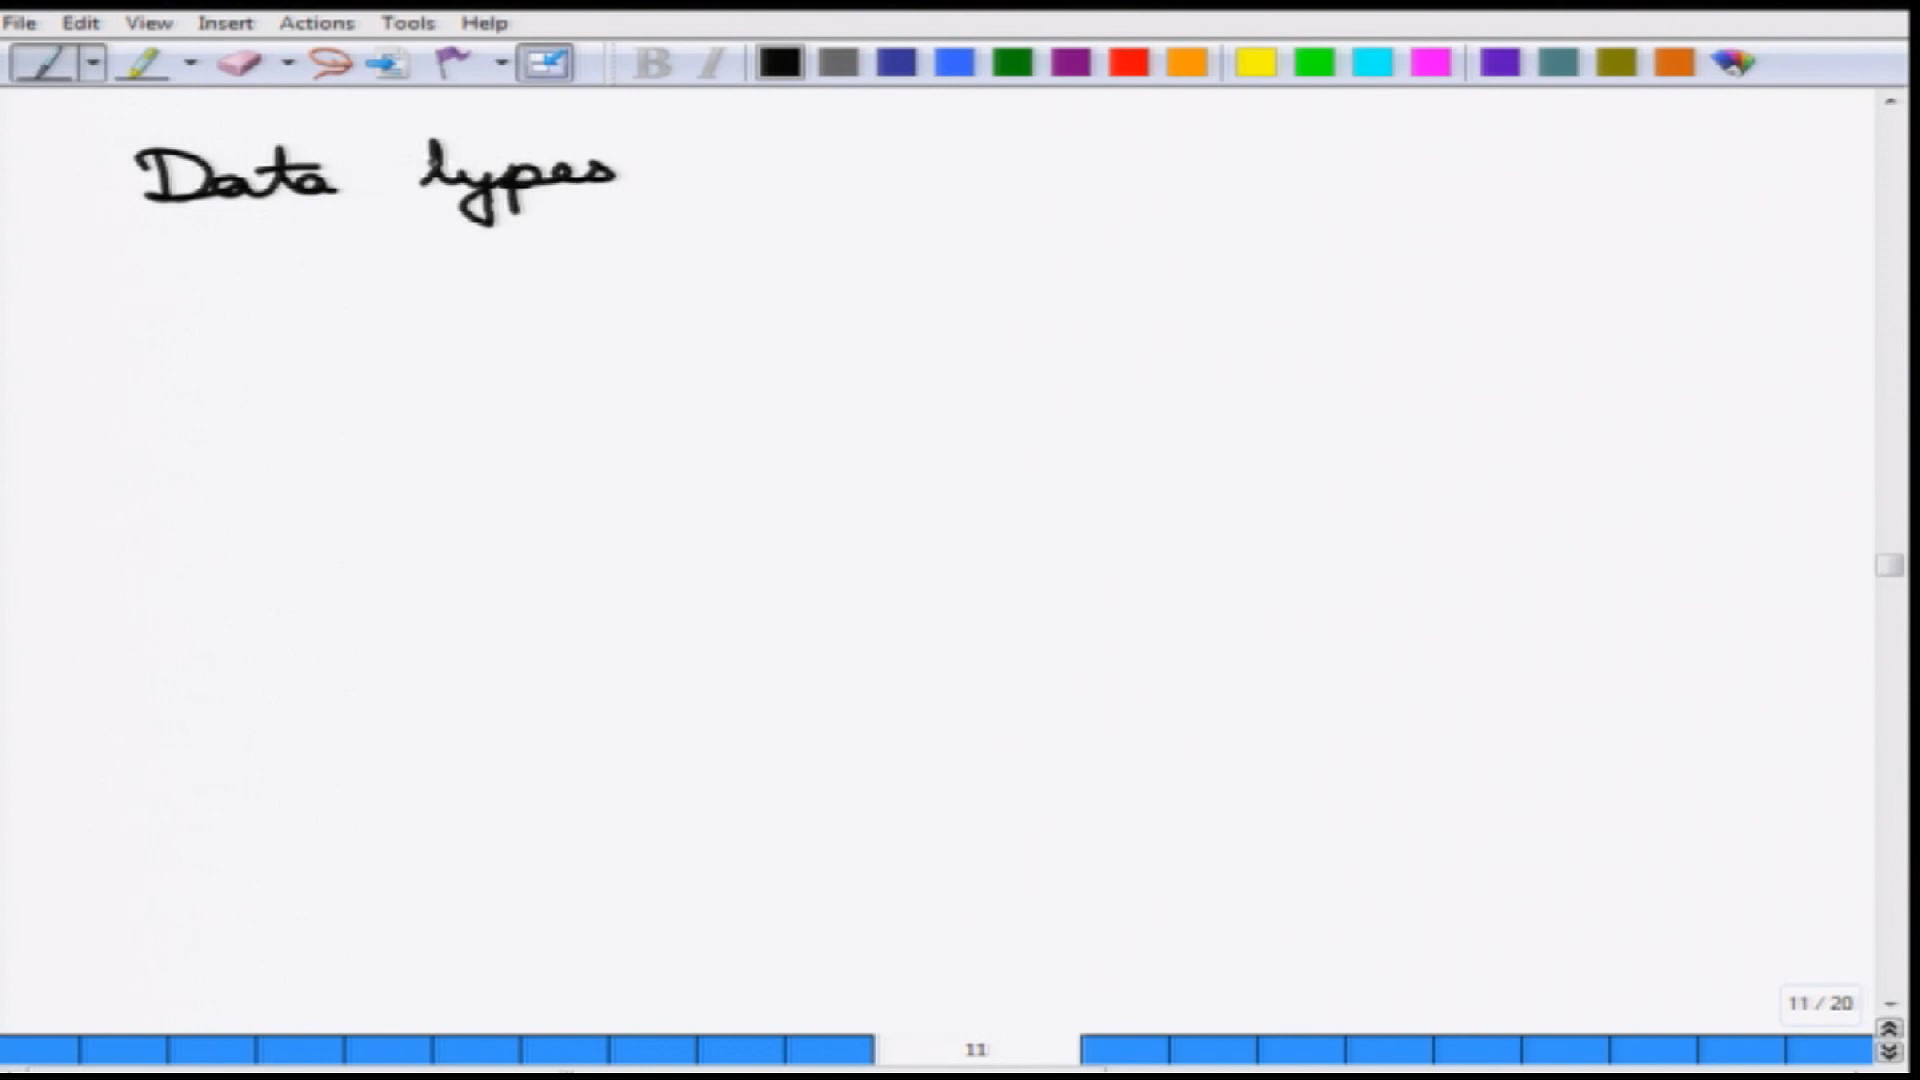 File Edit View Insert Actions Tools Help
B I
Data types
11 / 20
11